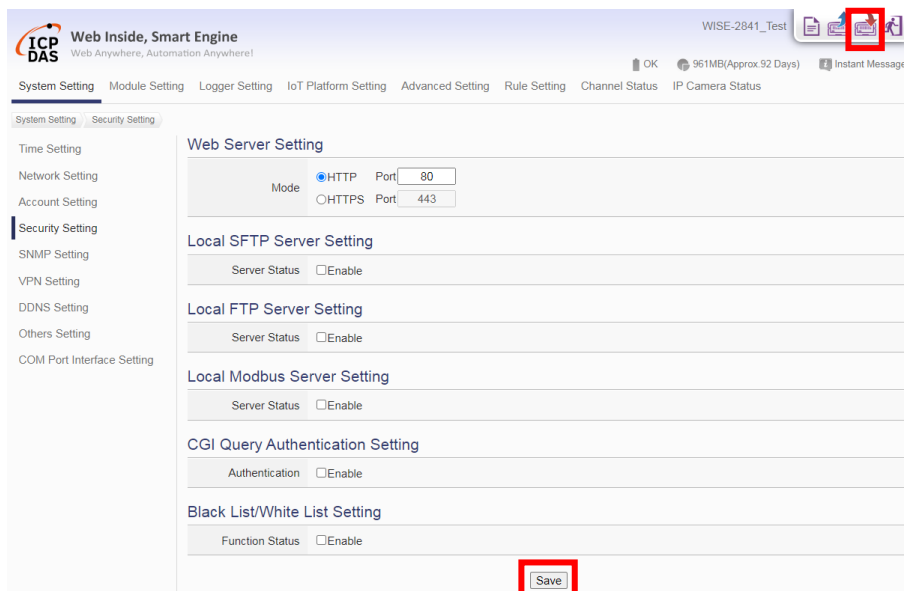 ICP DAS
Web Inside, Smart Engine
Web Anywhere, Automation Anywhere!
WISE-2841_Test
OK 961MB(Approx.92 Days) Instant Message
System Setting Module Setting Logger Setting IoT Platform Setting Advanced Setting Rule Setting Channel Status IP Camera Status
System Setting Security Setting
Time Setting
Network Setting
Account Setting
Security Setting
SNMP Setting
VPN Setting
DDNS Setting
Others Setting
COM Port Interface Setting
Web Server Setting
Mode
HTTP Port 80
HTTPS Port 443
Local SFTP Server Setting
Server Status Enable
Local FTP Server Setting
Server Status Enable
Local Modbus Server Setting
Server Status Enable
CGI Query Authentication Setting
Authentication Enable
Black List/White List Setting
Function Status Enable
Save